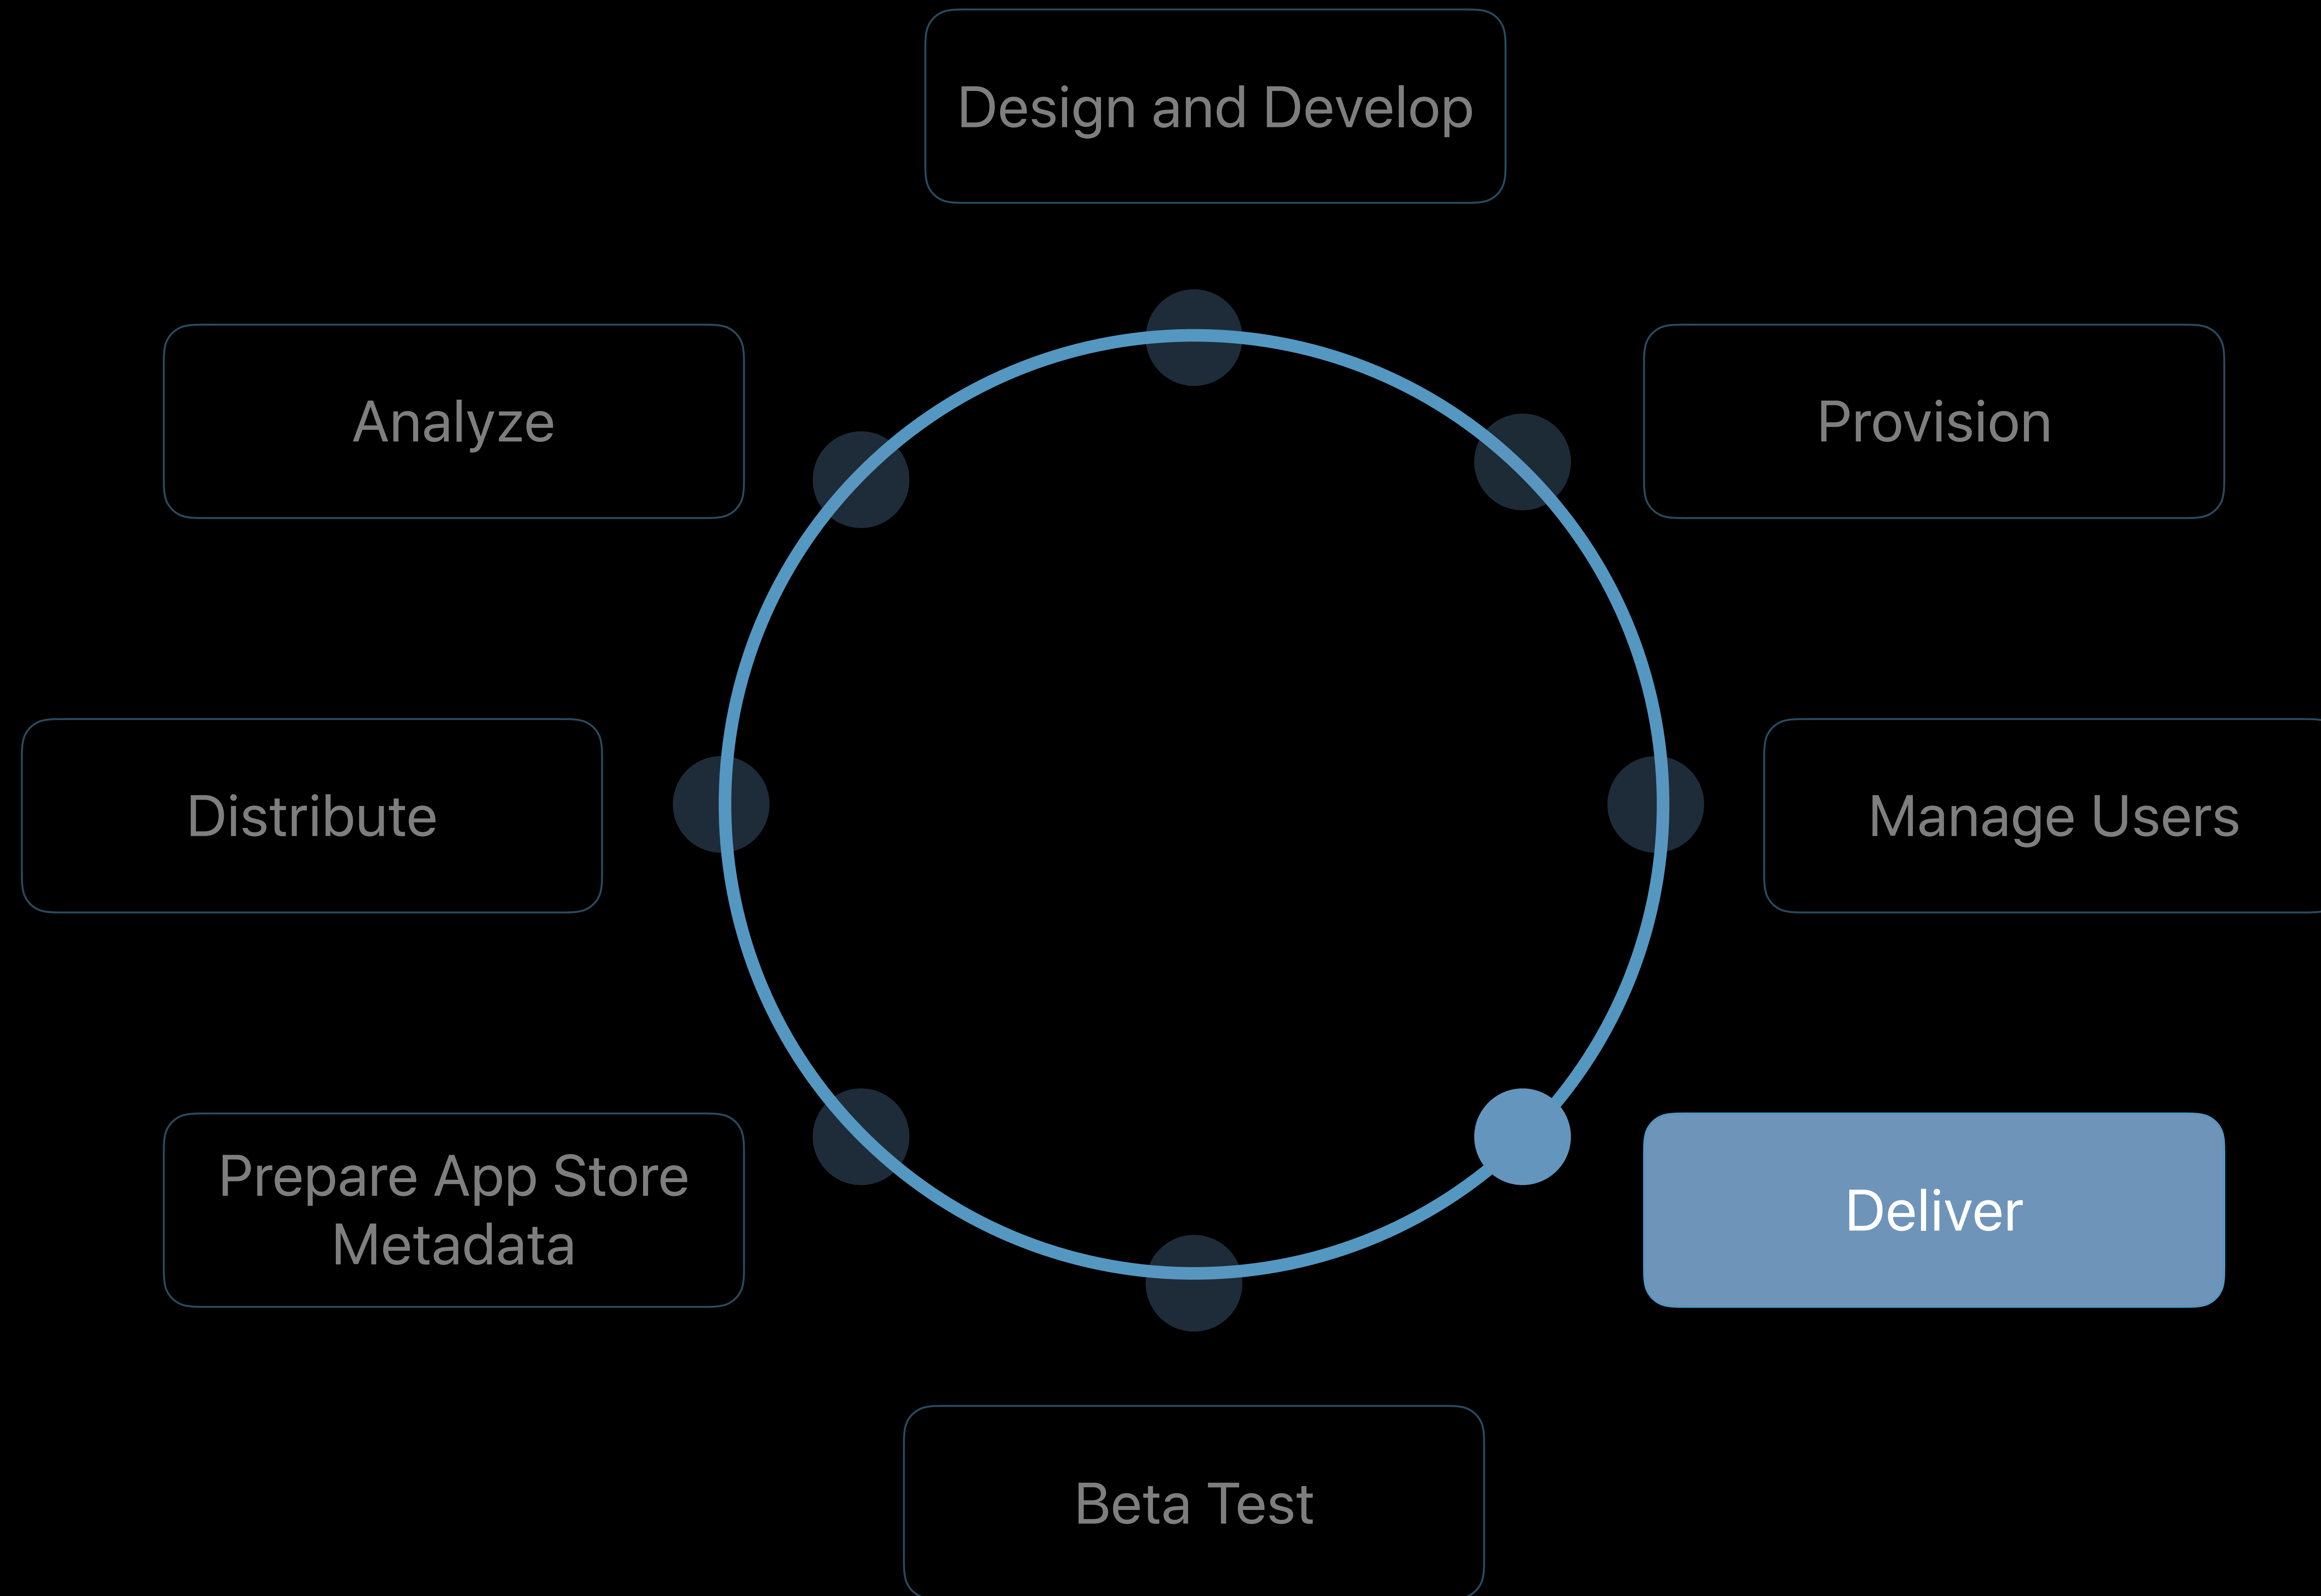 Design and Develop
Analyze
Provision
Distribute
Manage Users
Prepare App Store
Metadata
Deliver
Beta Test